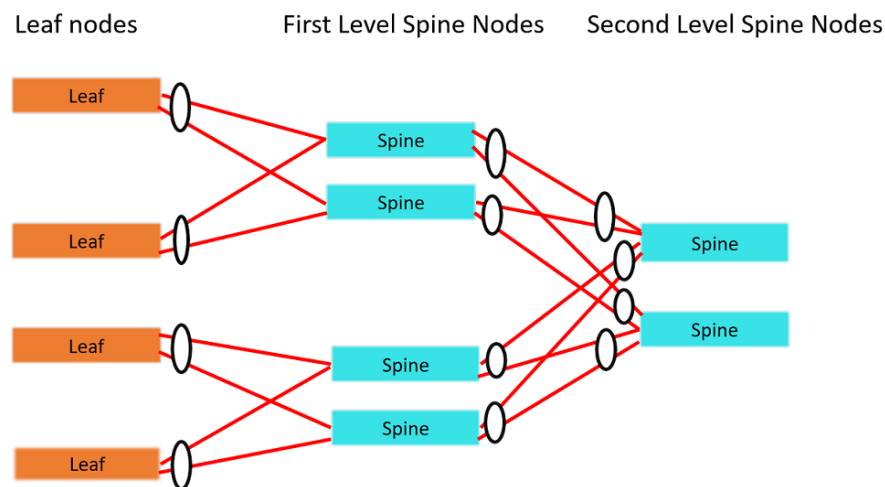 Leaf nodes
First Level Spine Nodes
Second Level Spine Nodes
Leaf
Leaf
Leaf
Leaf
Spine
Spine
Spine
Spine
Spine
Spine